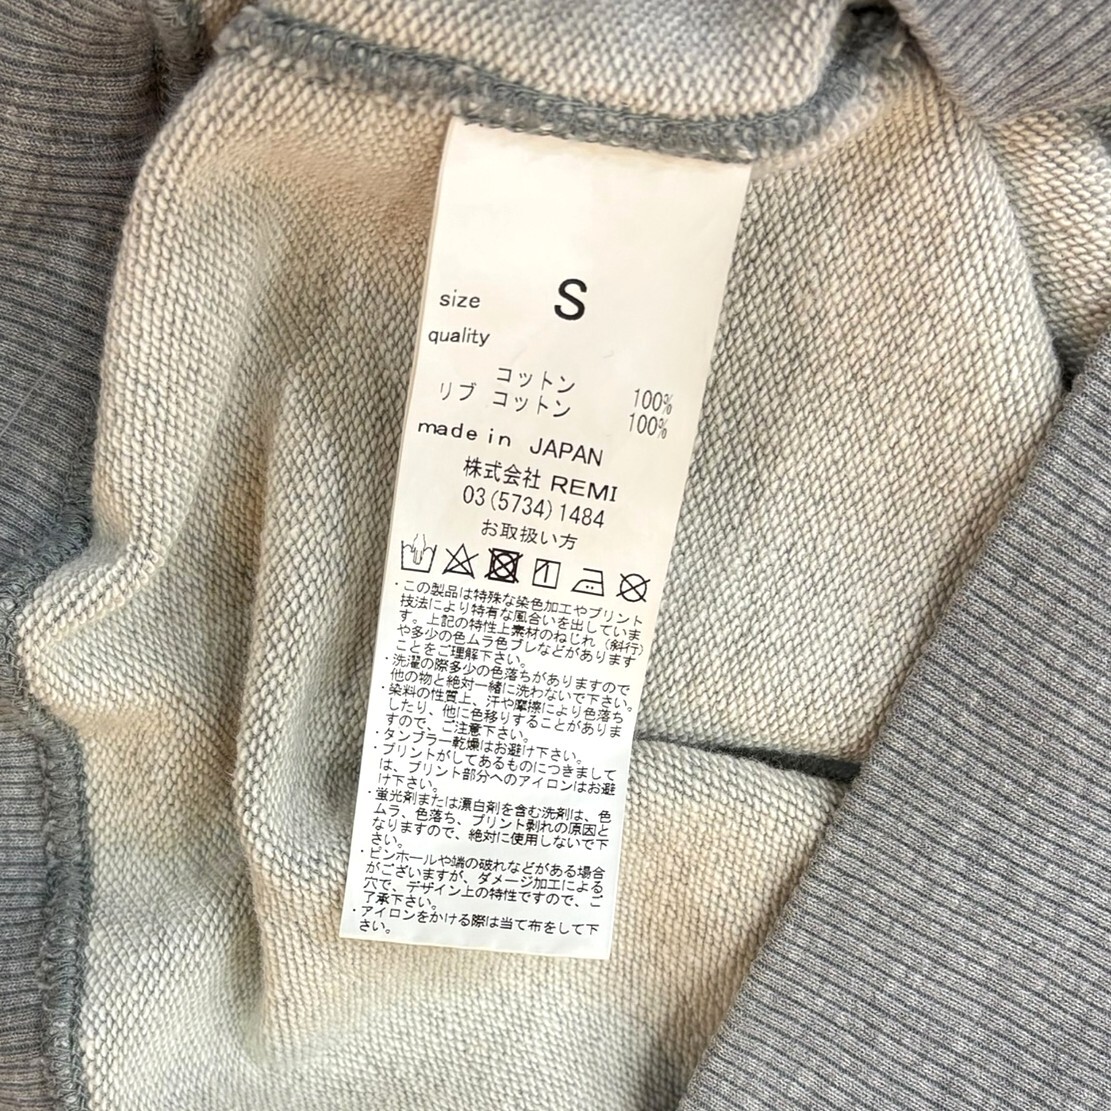 size S
quality
コットン 100%
リブ コットン 100%
made in JAPAN
株式会社 REMI
03(5734)1484
お取扱い方
・この製品は特殊な染色加工やプリント
技法により特有な風合いを出していま
す。上記の特性上素材のねじれ（斜行）
や多少の色ムラ色ブレなどがあります
ことをご理解下さい。
・洗濯の際多少の色落ちがありますので
他の物と絶対一緒に洗わないで下さい。
・染料の性質上、汗や摩擦により色落ち
したり、他に色移りすることがありま
すので、ご注意下さい。
・タンブラー乾燥はお避け下さい。
・プリントがしてあるものにつきまして
は、プリント部分へのアイロンはお避
け下さい。
・蛍光剤または漂白剤を含む洗剤は、色
ムラ、色落ち、プリント剥れの原因と
なりますので、絶対に使用しないで下
さい。
・ピンホールや端の破れなどがある場合
がございますが、ダメージ加工による
穴で、デザイン上の特性ですので、ご
了承下さい。
・アイロンをかける際は当て布をして下
さい。